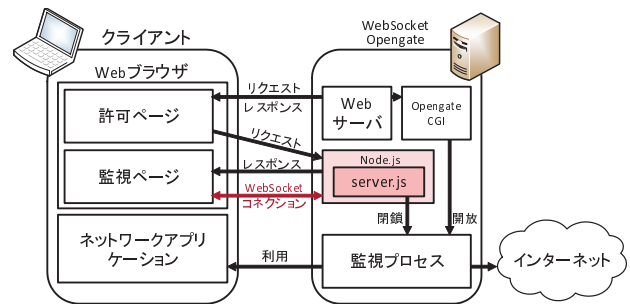 クライアント
WebSocket
Opengate
Webブラウザ
リクエスト
レスポンス
許可ページ
Web
サーバ
Opengate
CGI
リクエスト
Node.js
レスポンス
監視ページ
server.js
WebSocket
コネクション
閉鎖
開放
ネットワークアプリ
ケーション
利用
監視プロセス
インターネット